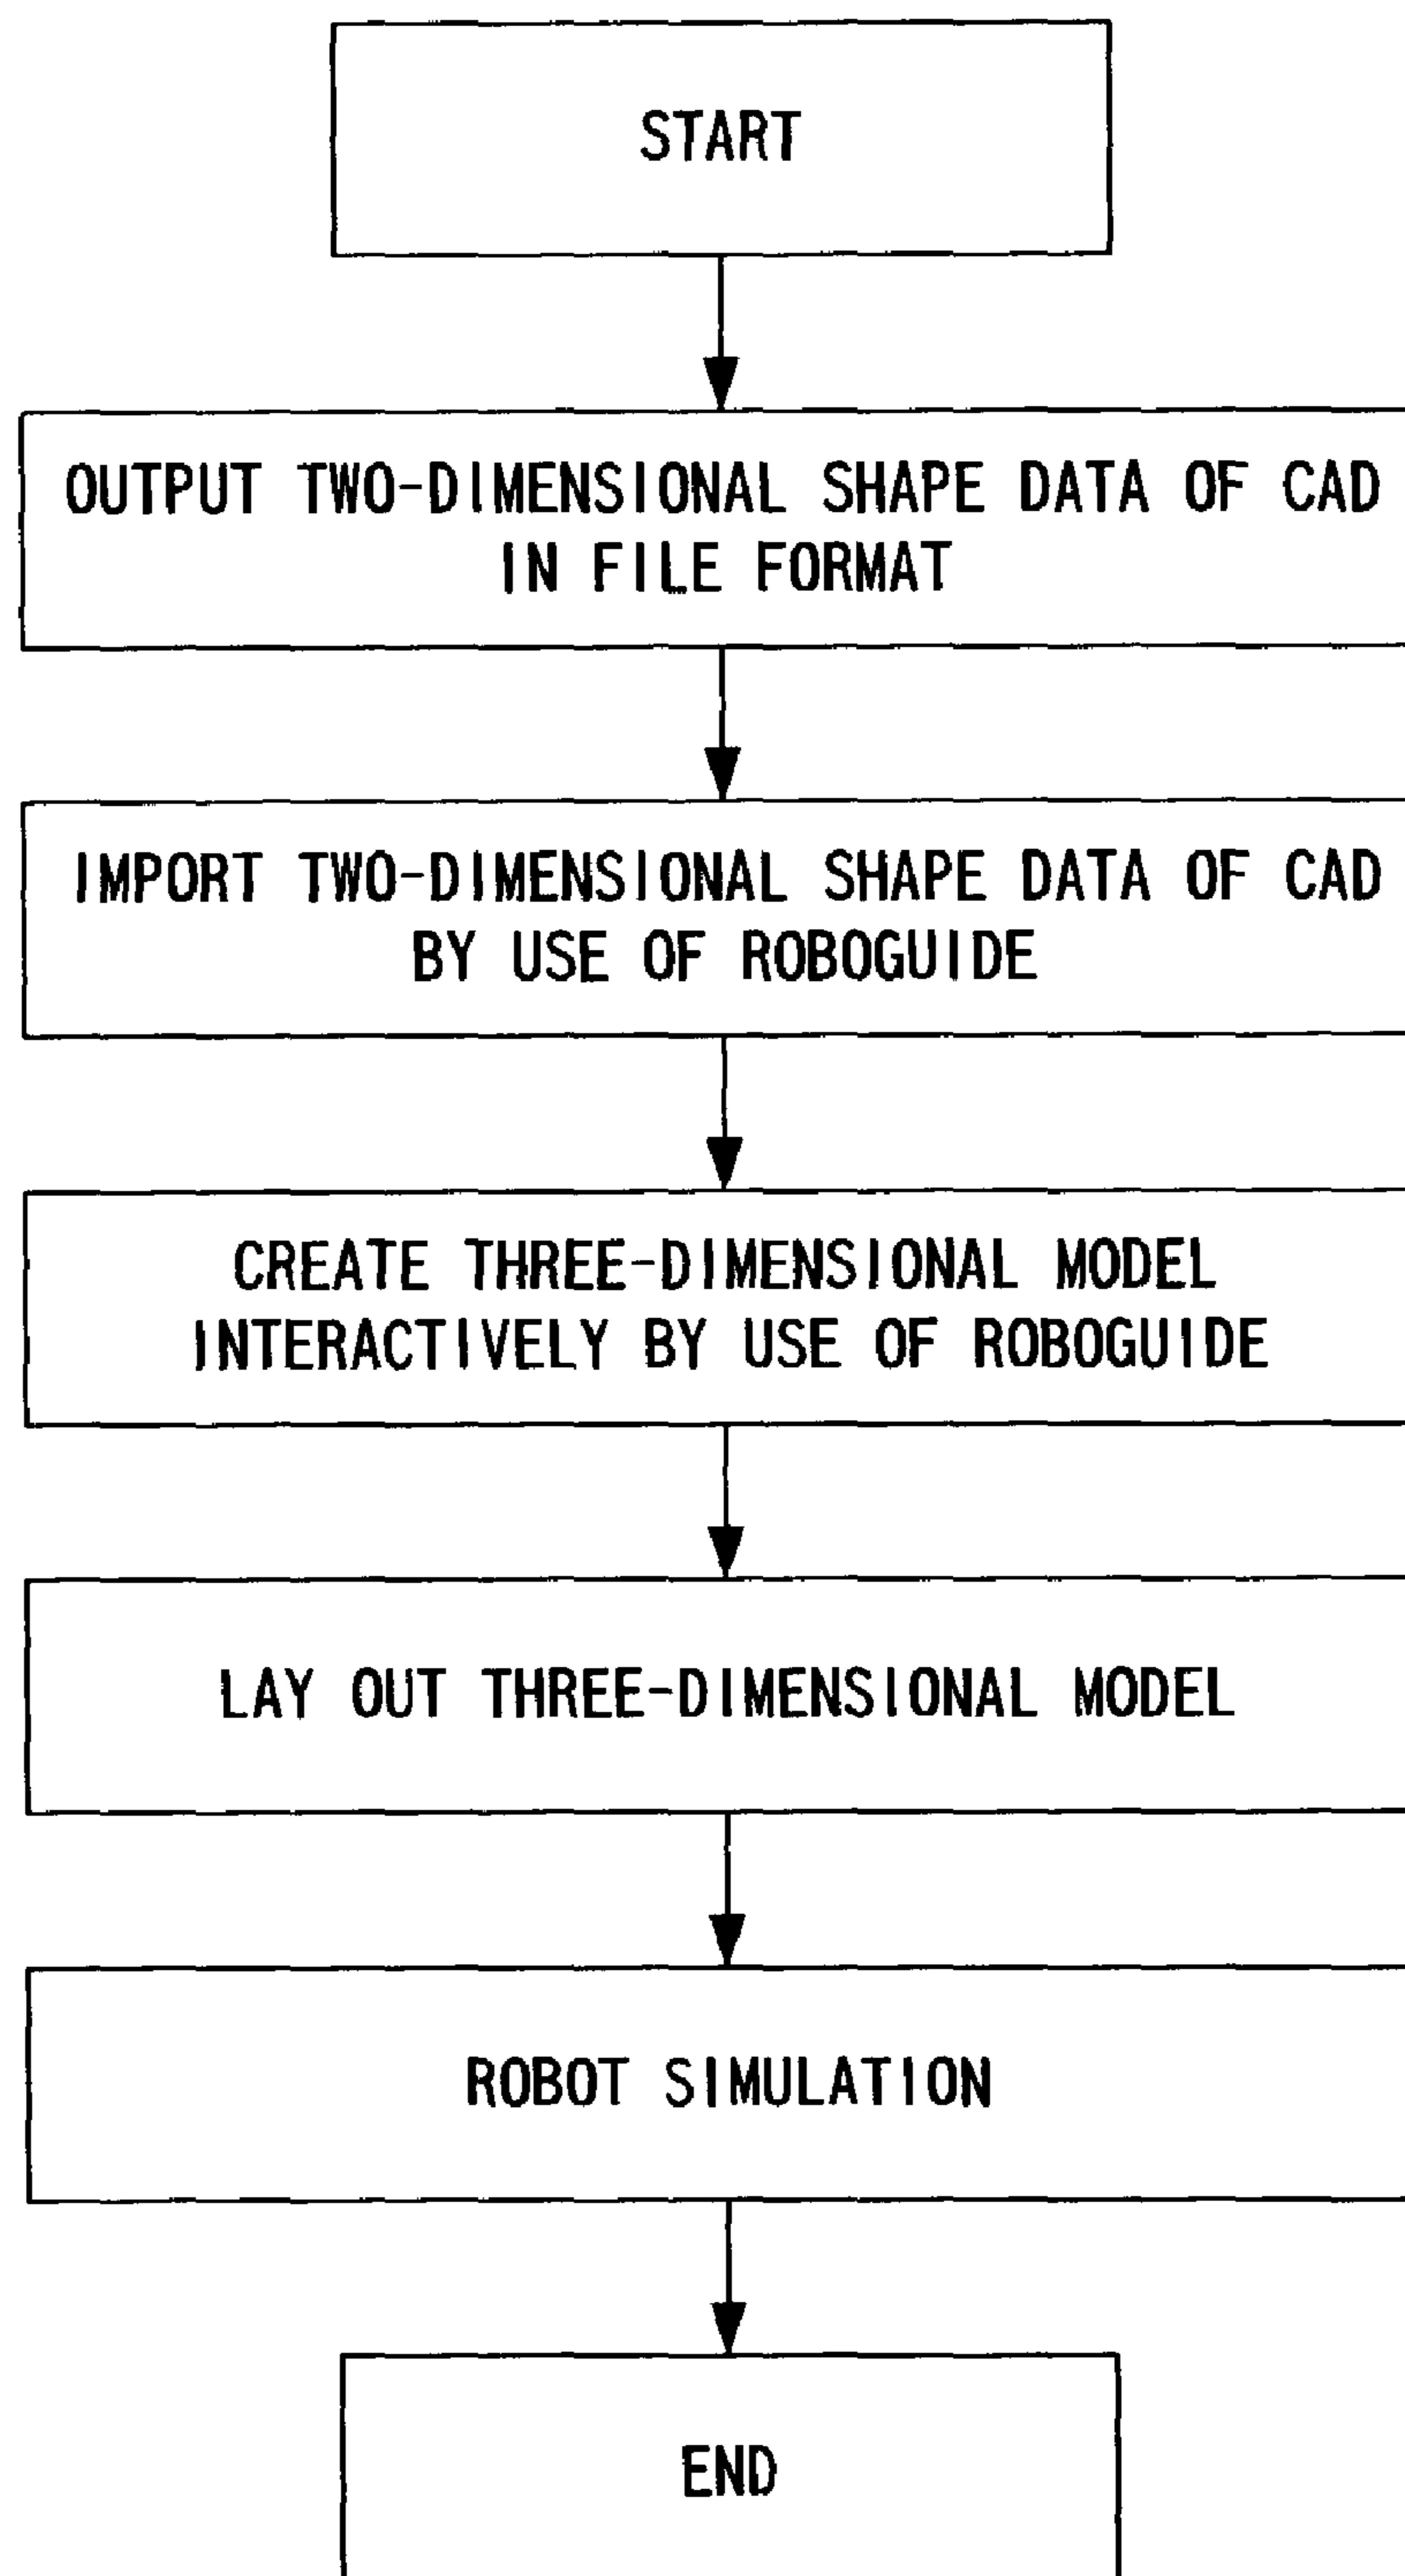 START
OUTPUT TWO-DIMENSIONAL SHAPE DATA OF CAD
IN FILE FORMAT
IMPORT TWO-DIMENSIONAL SHAPE DATA OF CAD
BY USE OF ROBOGUIDE
CREATE THREE-DIMENSIONAL MODEL
INTERACTIVELY BY USE OF ROBOGUIDE
LAY OUT THREE-DIMENSIONAL MODEL
ROBOT SIMULATION
END